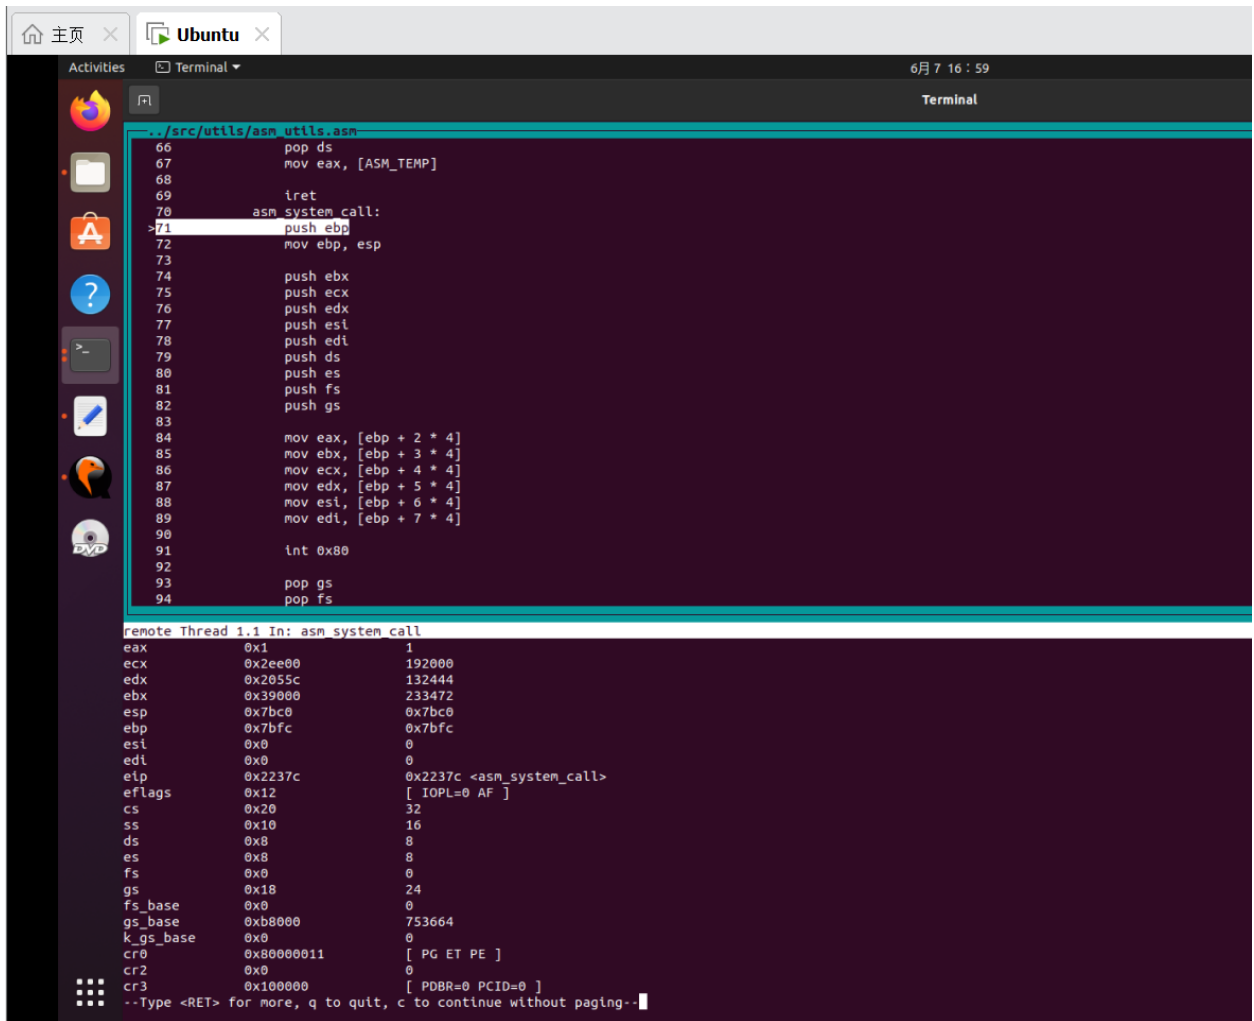 主页
Ubuntu
Activities Terminal 6月7 16：59
Terminal
../src/utils/asm_utils.asm
66 pop ds
67 mov eax, [ASM_TEMP]
68
69 iret
70 asm_system_call:
>71 push ebp
72 mov ebp, esp
73
74 push ebx
75 push ecx
76 push edx
77 push esi
78 push edi
79 push ds
80 push es
81 push fs
82 push gs
83
84 mov eax, [ebp + 2 * 4]
85 mov ebx, [ebp + 3 * 4]
86 mov ecx, [ebp + 4 * 4]
87 mov edx, [ebp + 5 * 4]
88 mov esi, [ebp + 6 * 4]
89 mov edi, [ebp + 7 * 4]
90
91 int 0x80
92
93 pop gs
94 pop fs
remote Thread 1.1 In: asm_system_call
eax 0x1 1
ecx 0x2ee00 192000
edx 0x2055c 132444
ebx 0x39000 233472
esp 0x7bc0 0x7bc0
ebp 0x7bfc 0x7bfc
esi 0x0 0
edi 0x0 0
eip 0x2237c 0x2237c <asm_system_call>
eflags 0x12 [ IOPL=0 AF ]
cs 0x20 32
ss 0x10 16
ds 0x8 8
es 0x8 8
fs 0x0 0
gs 0x18 24
fs_base 0x0 0
gs_base 0xb8000 753664
k_gs_base 0x0 0
cr0 0x80000011 [ PG ET PE ]
cr2 0x0 0
cr3 0x100000 [ PDBR=0 PCID=0 ]
--Type <RET> for more, q to quit, c to continue without paging--
DVD